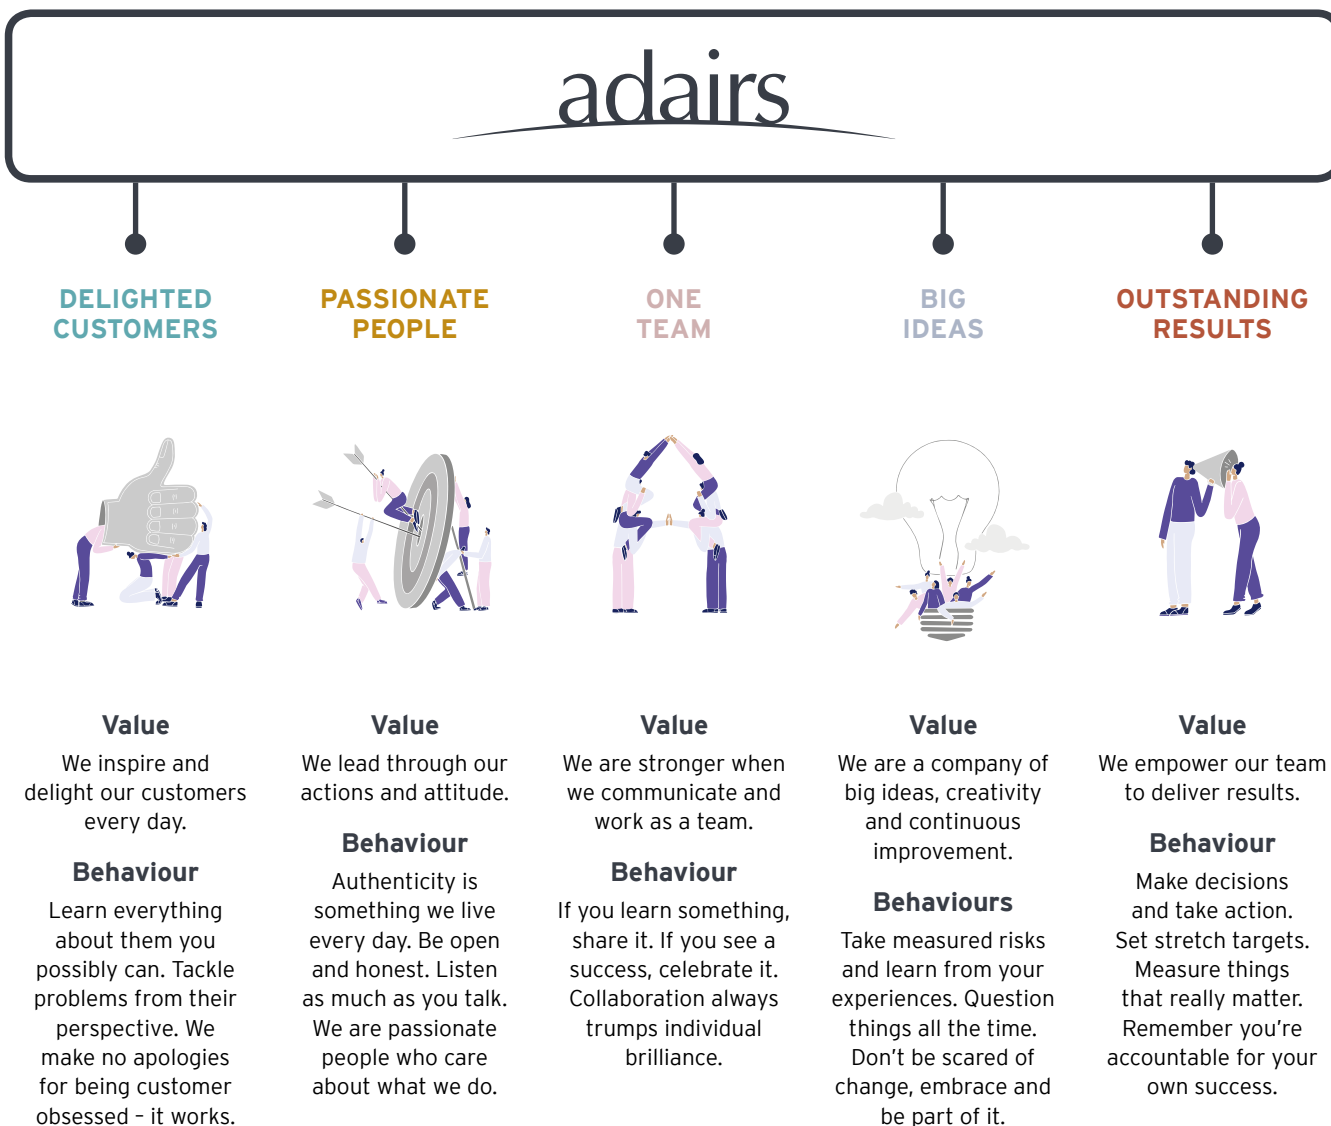 adairs
DELIGHTED
CUSTOMERS
Value
We inspire and
delight our customers
every day.
Behaviour
Learn everything
about them you
possibly can. Tackle
problems from their
perspective. We
make no apologies
for being customer
obsessed – it works.
PASSIONATE
PEOPLE
Value
We lead through our
actions and attitude.
Behaviour
Authenticity is
something we live
every day. Be open
and honest. Listen
as much as you talk.
We are passionate
people who care
about what we do.
ONE
TEAM
Value
We are stronger when
we communicate and
work as a team.
Behaviour
If you learn something,
share it. If you see a
success, celebrate it.
Collaboration always
trumps individual
brilliance.
BIG
IDEAS
Value
We are a company of
big ideas, creativity
and continuous
improvement.
Behaviours
Take measured risks
and learn from your
experiences. Question
things all the time.
Don't be scared of
change, embrace and
be part of it.
OUTSTANDING
RESULTS
Value
We empower our team
to deliver results.
Behaviour
Make decisions
and take action.
Set stretch targets.
Measure things
that really matter.
Remember you're
accountable for your
own success.